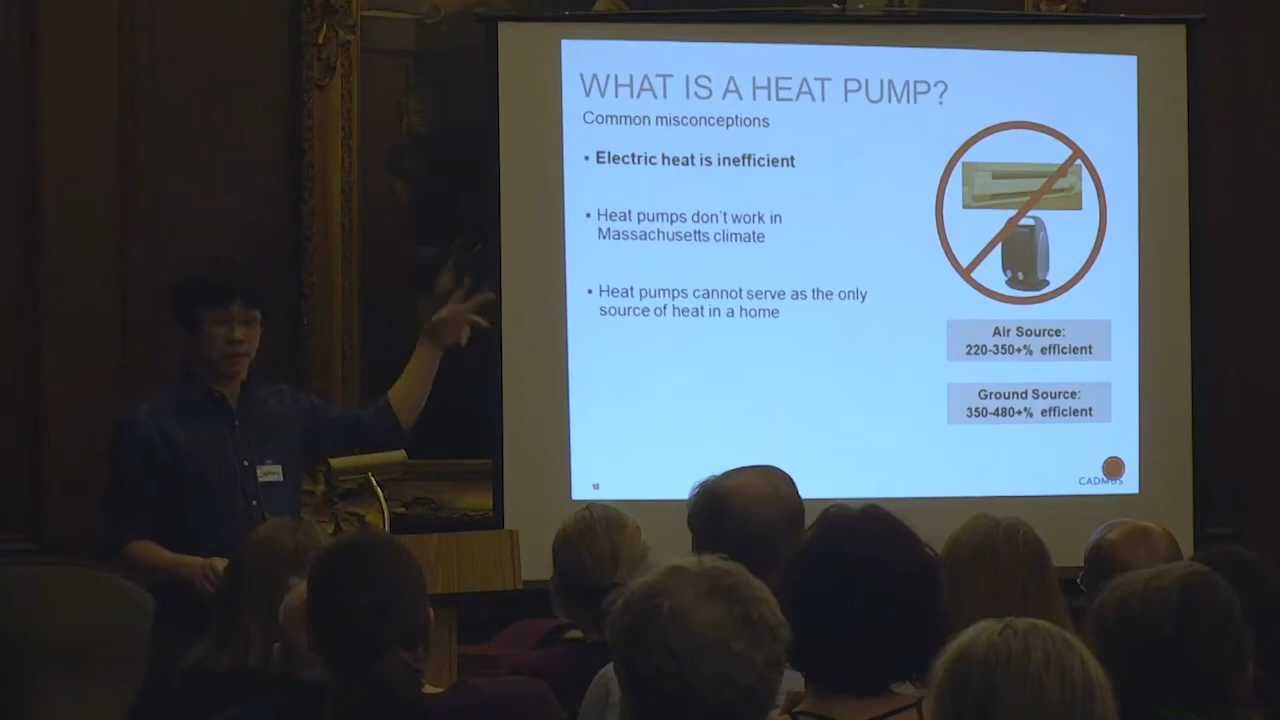 WHAT IS A HEAT PUMP?
Common misconceptions
• Electric heat is inefficient
• Heat pumps don't work in
Massachusetts climate
• Heat pumps cannot serve as the only
source of heat in a home
Air Source:
220-350+% efficient
Ground Source:
350-480+% efficient
CADMUS